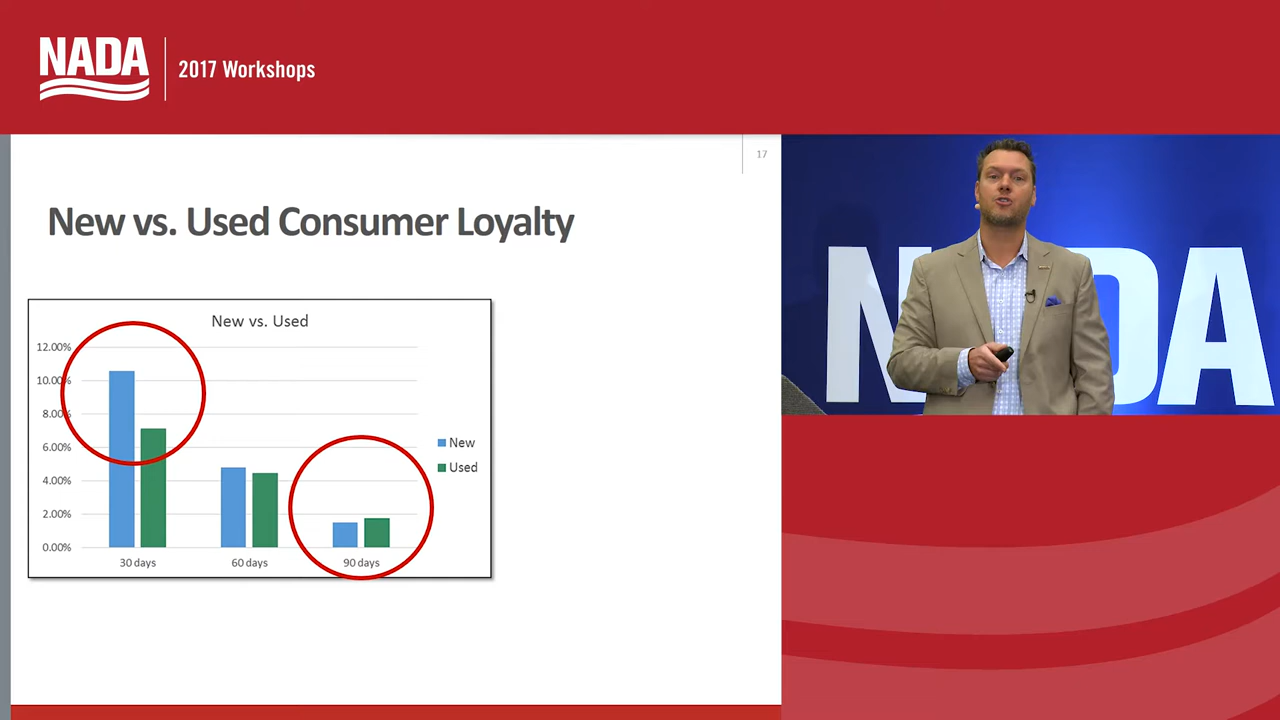 NADA
2017 Workshops
17
New vs. Used Consumer Loyalty
New vs. Used
12.00%
10.00%
8.00%
6.00%
4.00%
2.00%
0.00%
30 days
60 days
90 days
New
Used
NADA